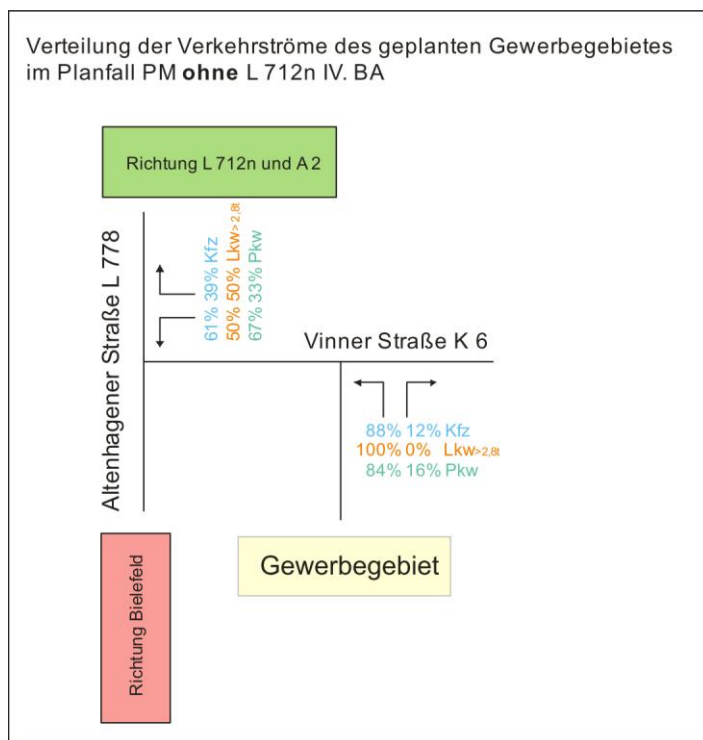 Verteilung der Verkehrströme des geplanten Gewerbegebietes
im Planfall PM ohne L 712n IV. BA
Richtung L 712n und A 2
Altenhagener Straße L 778
61% 39% Kfz
50% 50% Lkw>2,8t
67% 33% Pkw
Vinner Straße K 6
88% 12% Kfz
100% 0% Lkw>2,8t
84% 16% Pkw
Richtung Bielefeld
Gewerbegebiet